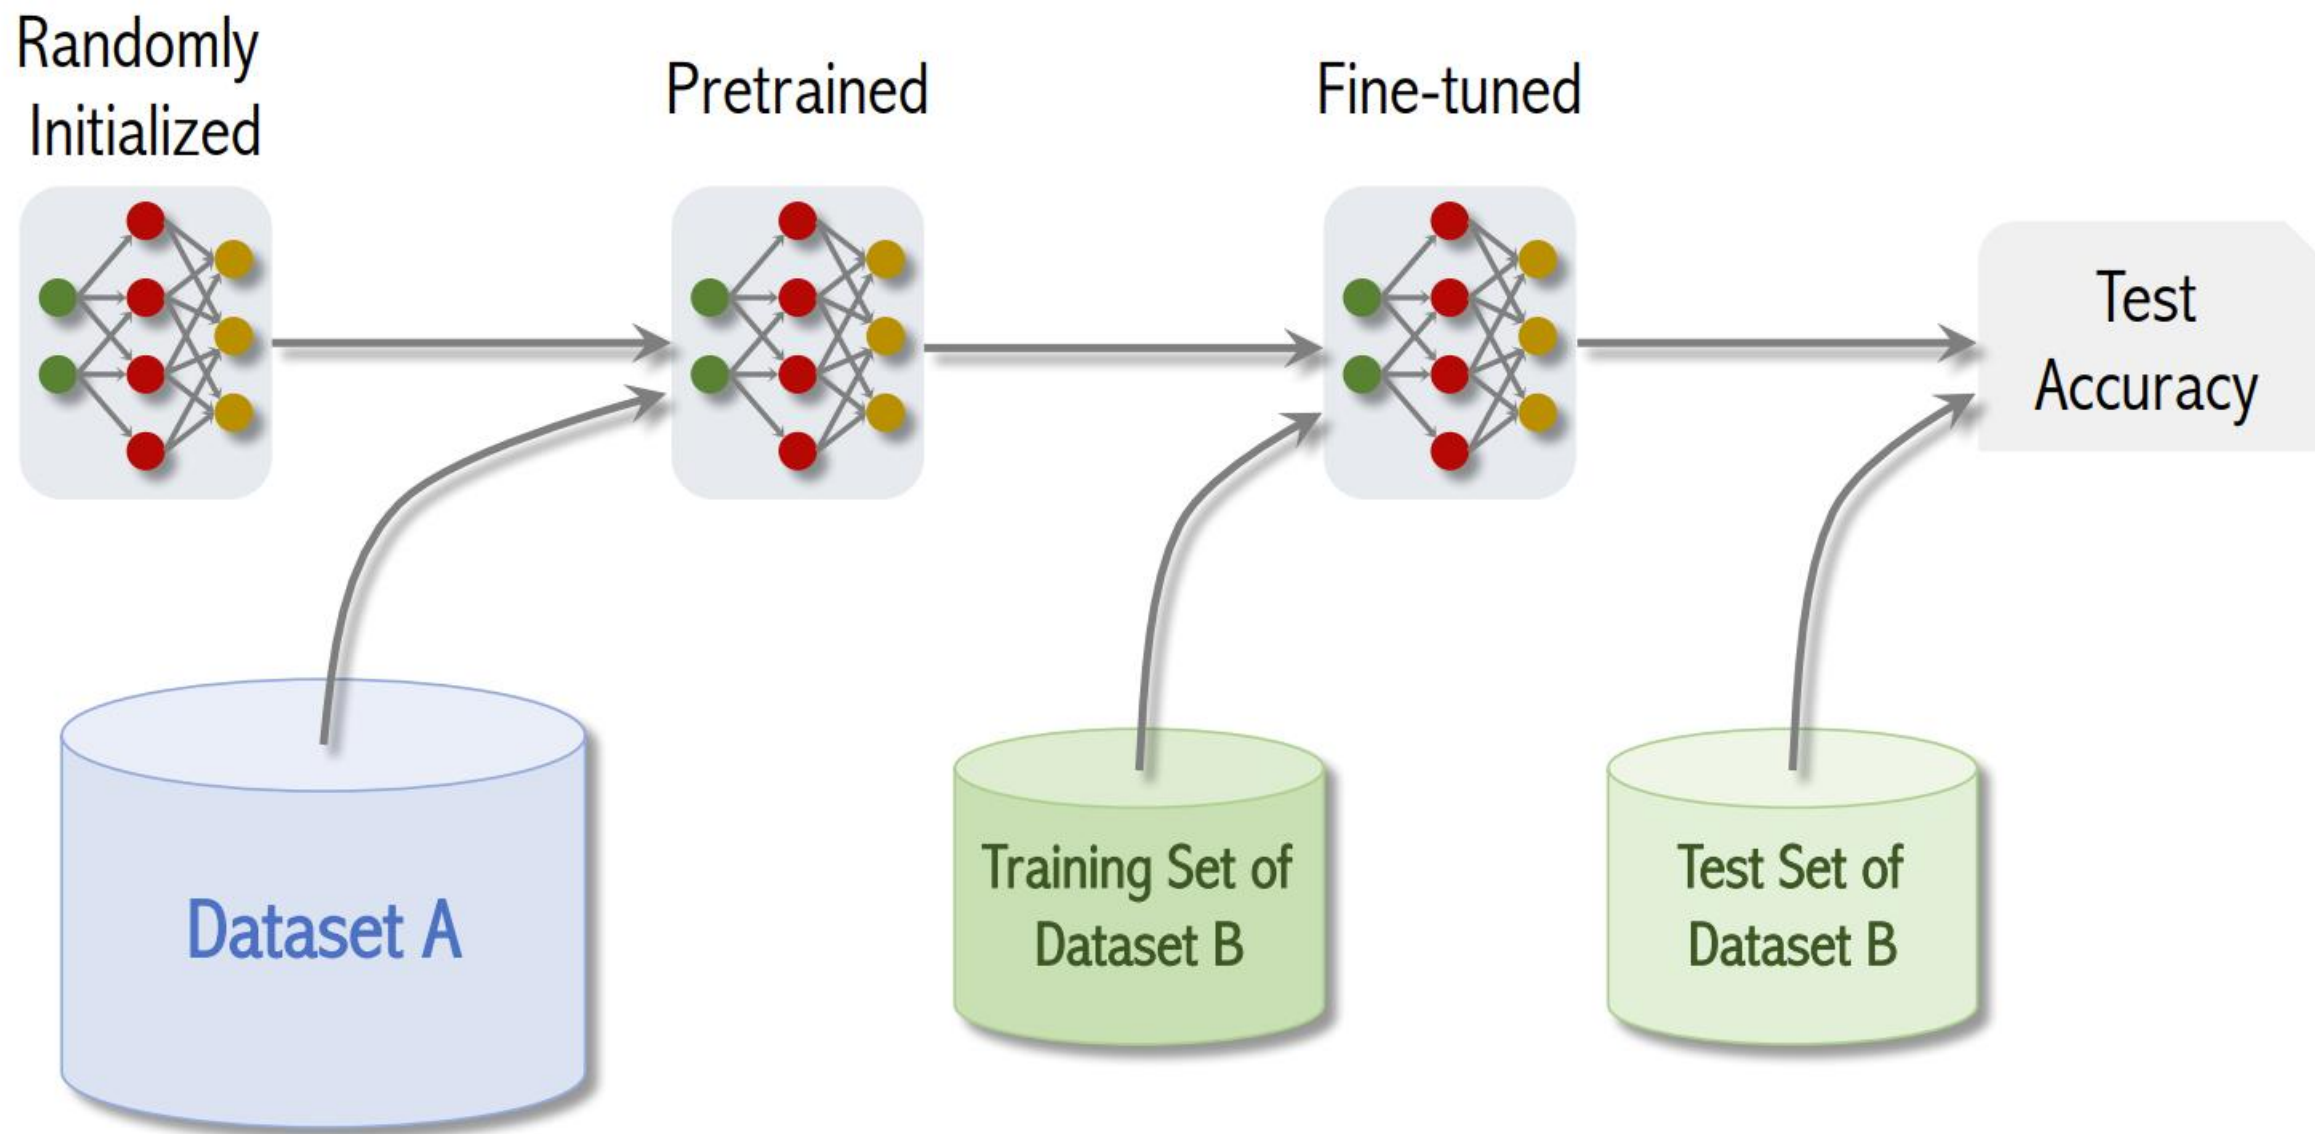 Randomly
Initialized
Pretrained
Fine-tuned
Test
Accuracy
Dataset A
Training Set of
Dataset B
Test Set of
Dataset B